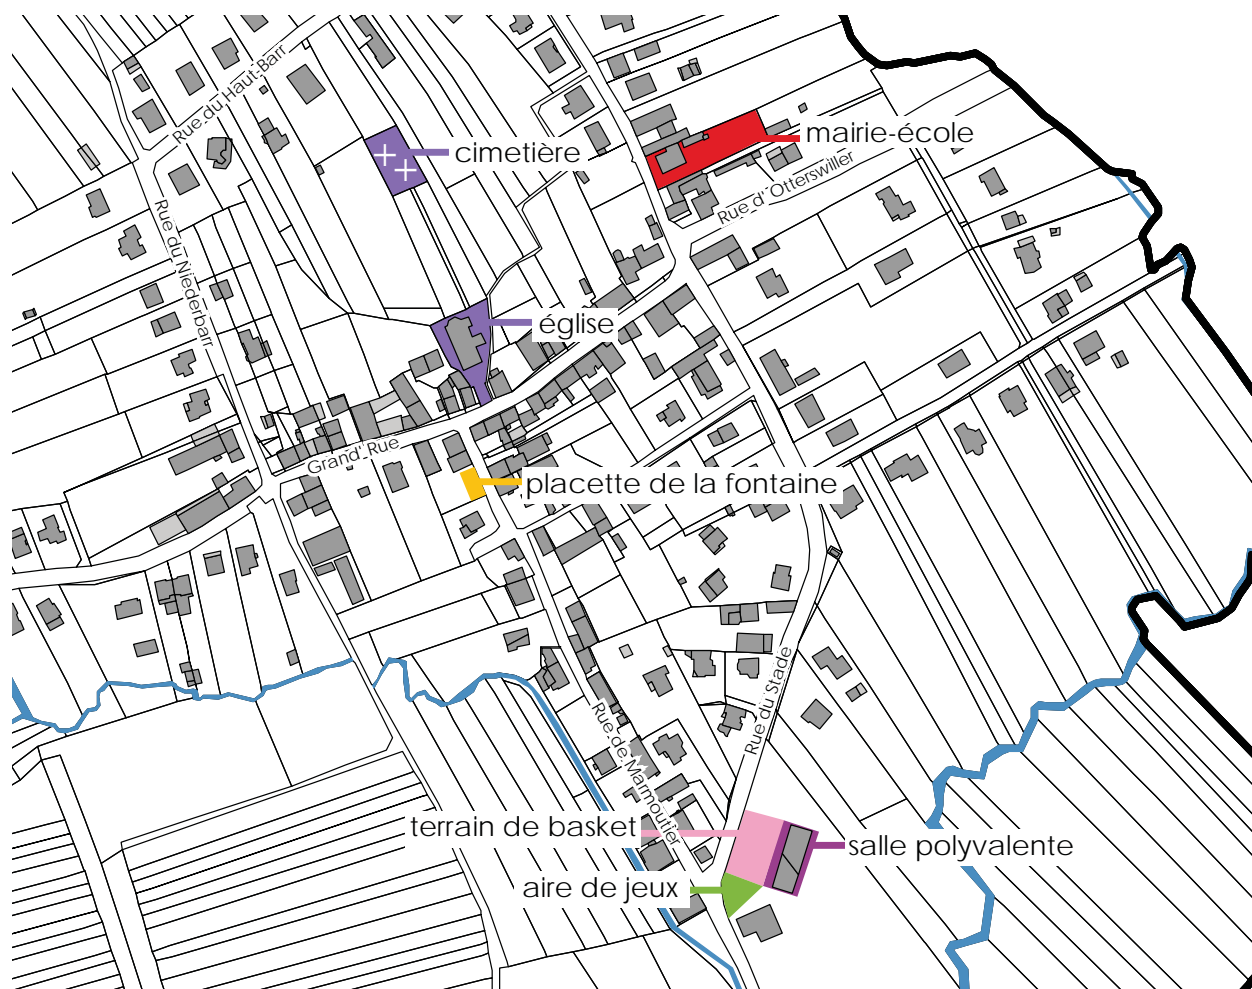 Rue du Haut-Barr
mairie-école
cimetière
Rue d' Otterswiller
Rue du Niederbarr
église
Grand' Rue
placette de la fontaine
Rue du Stade
Rue de Marmoutier
terrain de basket
salle polyvalente
aire de jeux